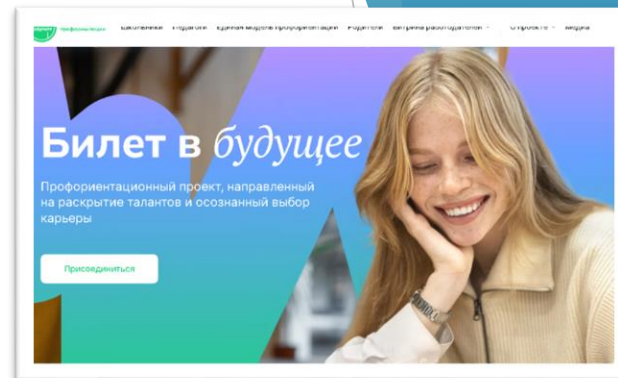 Школьники Педагоги Единая модель профориентации Родители Витрина работодателей О проекте Медиа
Билет в будущее
Профориентационный проект, направленный
на раскрытие талантов и осознанный выбор
карьеры
Присоединиться